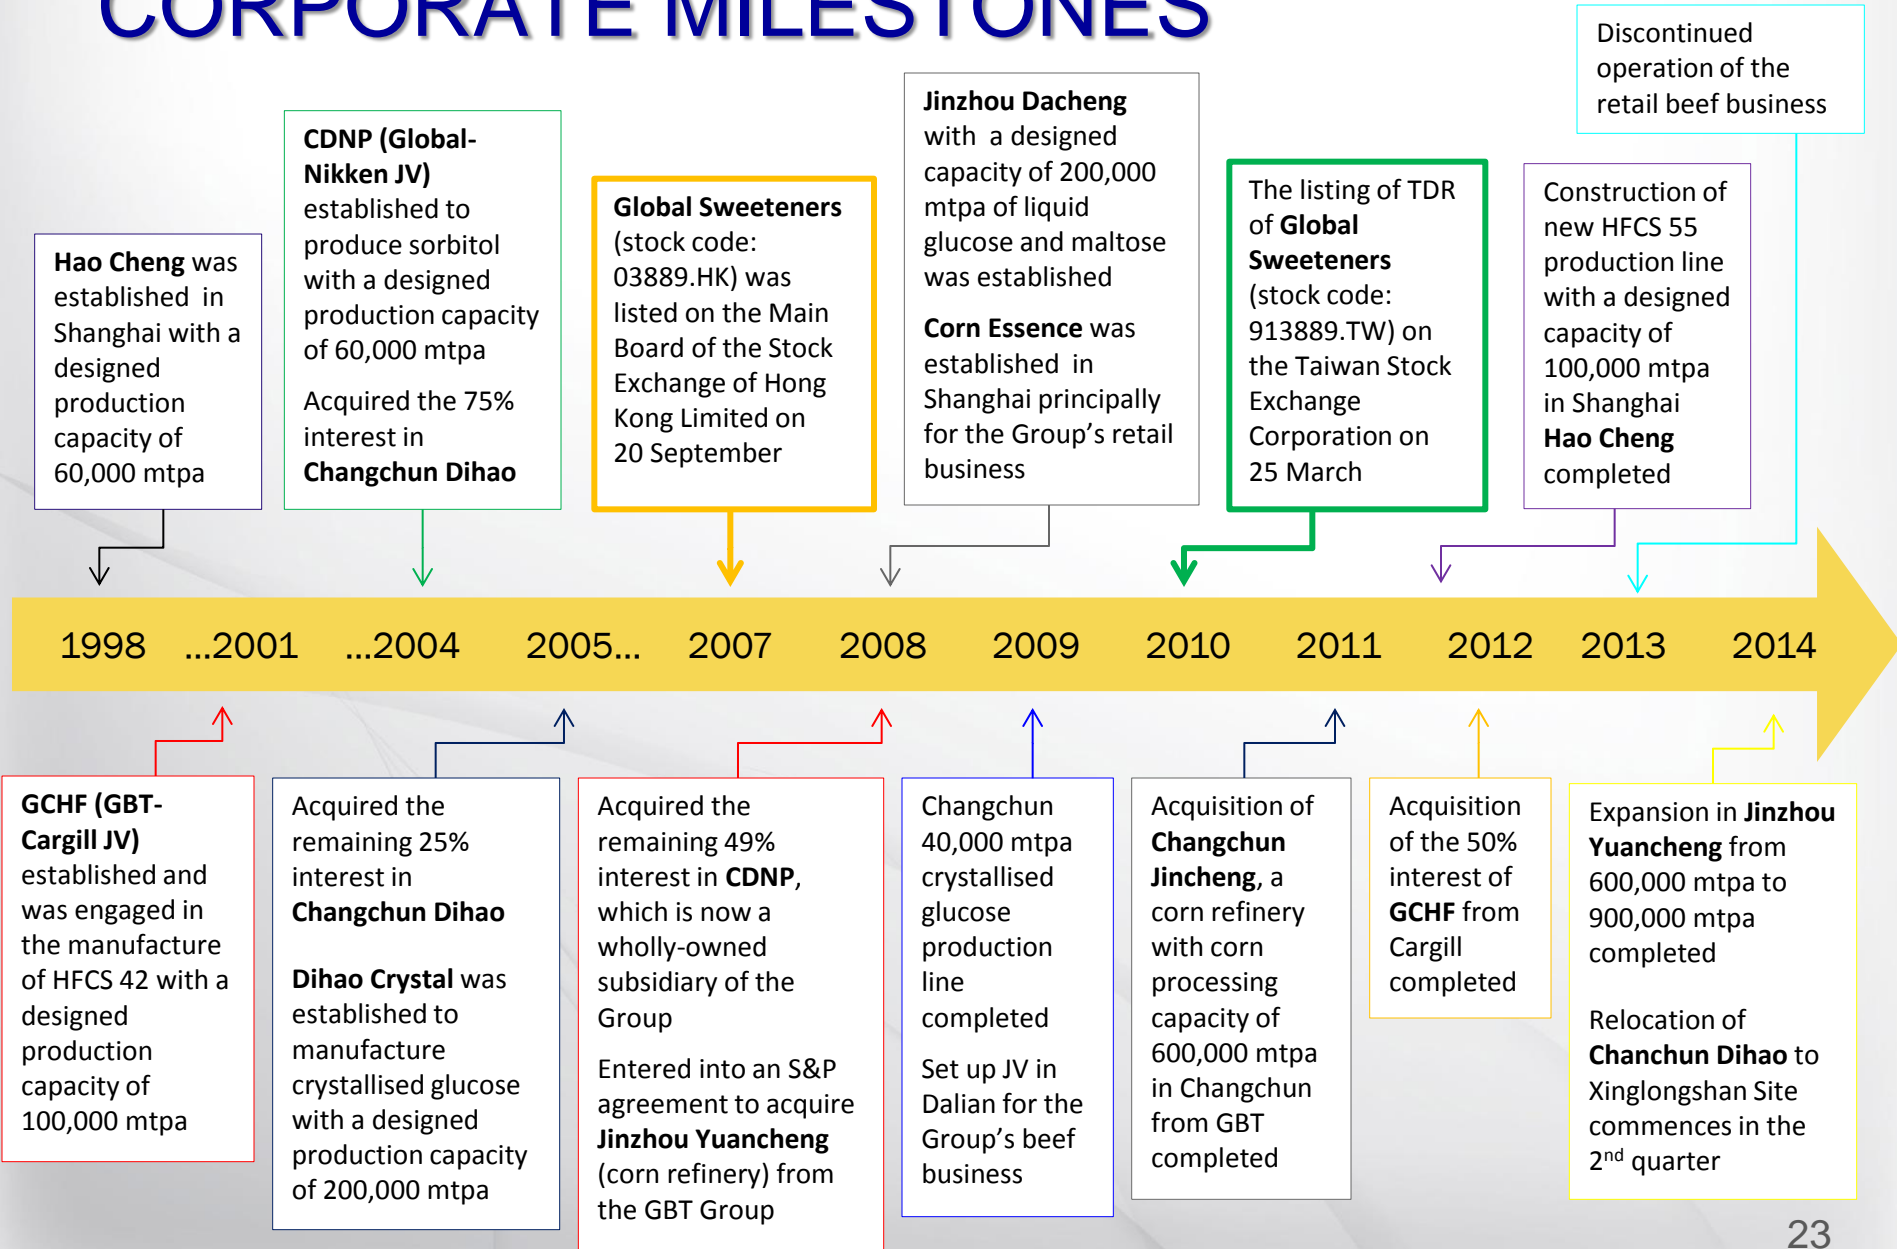 CORPORATE MILESTONES
Discontinued
operation of the
retail beef business
Hao Cheng was
established in
Shanghai with a
designed
production
capacity of
60,000 mtpa
CDNP (Global-
Nikken JV)
established to
produce sorbitol
with a designed
production capacity
of 60,000 mtpa
Acquired the 75%
interest in
Changchun Dihao
Global Sweeteners
(stock code:
03889.HK) was
listed on the Main
Board of the Stock
Exchange of Hong
Kong Limited on
20 September
Jinzhou Dacheng
with a designed
capacity of 200,000
mtpa of liquid
glucose and maltose
was established
Corn Essence was
established in
Shanghai principally
for the Group's retail
business
The listing of TDR
of Global
Sweeteners
(stock code:
913889.TW) on
the Taiwan Stock
Exchange
Corporation on
25 March
Construction of
new HFCS 55
production line
with a designed
capacity of
100,000 mtpa
in Shanghai
Hao Cheng
completed
1998 ...2001 ...2004 2005... 2007 2008 2009 2010 2011 2012 2013 2014
GCHF (GBT-
Cargill JV)
established and
was engaged in
the manufacture
of HFCS 42 with a
designed
production
capacity of
100,000 mtpa
Acquired the
remaining 25%
interest in
Changchun Dihao
Dihao Crystal was
established to
manufacture
crystallised glucose
with a designed
production capacity
of 200,000 mtpa
Acquired the
remaining 49%
interest in CDNP,
which is now a
wholly-owned
subsidiary of the
Group
Entered into an S&P
agreement to acquire
Jinzhou Yuancheng
(corn refinery) from
the GBT Group
Changchun
40,000 mtpa
crystallised
glucose
production
line
completed
Set up JV in
Dalian for the
Group's beef
business
Acquisition of
Changchun
Jincheng, a
corn refinery
with corn
processing
capacity of
600,000 mtpa
in Changchun
from GBT
completed
Acquisition
of the 50%
interest of
GCHF from
Cargill
completed
Expansion in Jinzhou
Yuancheng from
600,000 mtpa to
900,000 mtpa
completed
Relocation of
Chanchun Dihao to
Xinglongshan Site
commences in the
2nd quarter
23